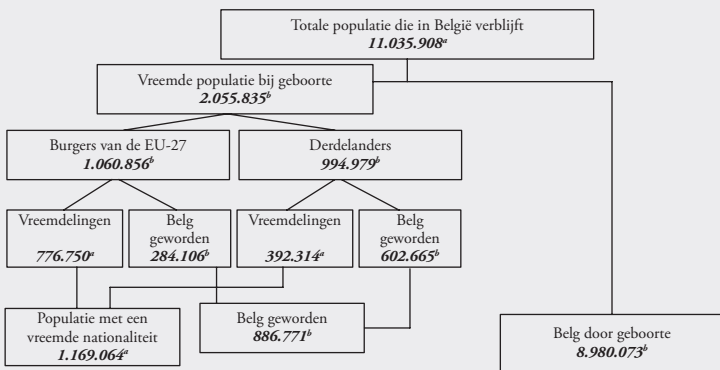 Totale populatie die in België verblijft
11.035.908ᵃ
Vreemde populatie bij geboorte
2.055.835ᵇ
Burgers van de EU-27
1.060.856ᵇ
Derdelanders
994.979ᵇ
Vreemdelingen
776.750ᵃ
Belg
geworden
284.106ᵇ
Vreemdelingen
392.314ᵃ
Belg
geworden
602.665ᵇ
Populatie met een
vreemde nationaliteit
1.169.064ᵃ
Belg geworden
886.771ᵇ
Belg door geboorte
8.980.073ᵇ